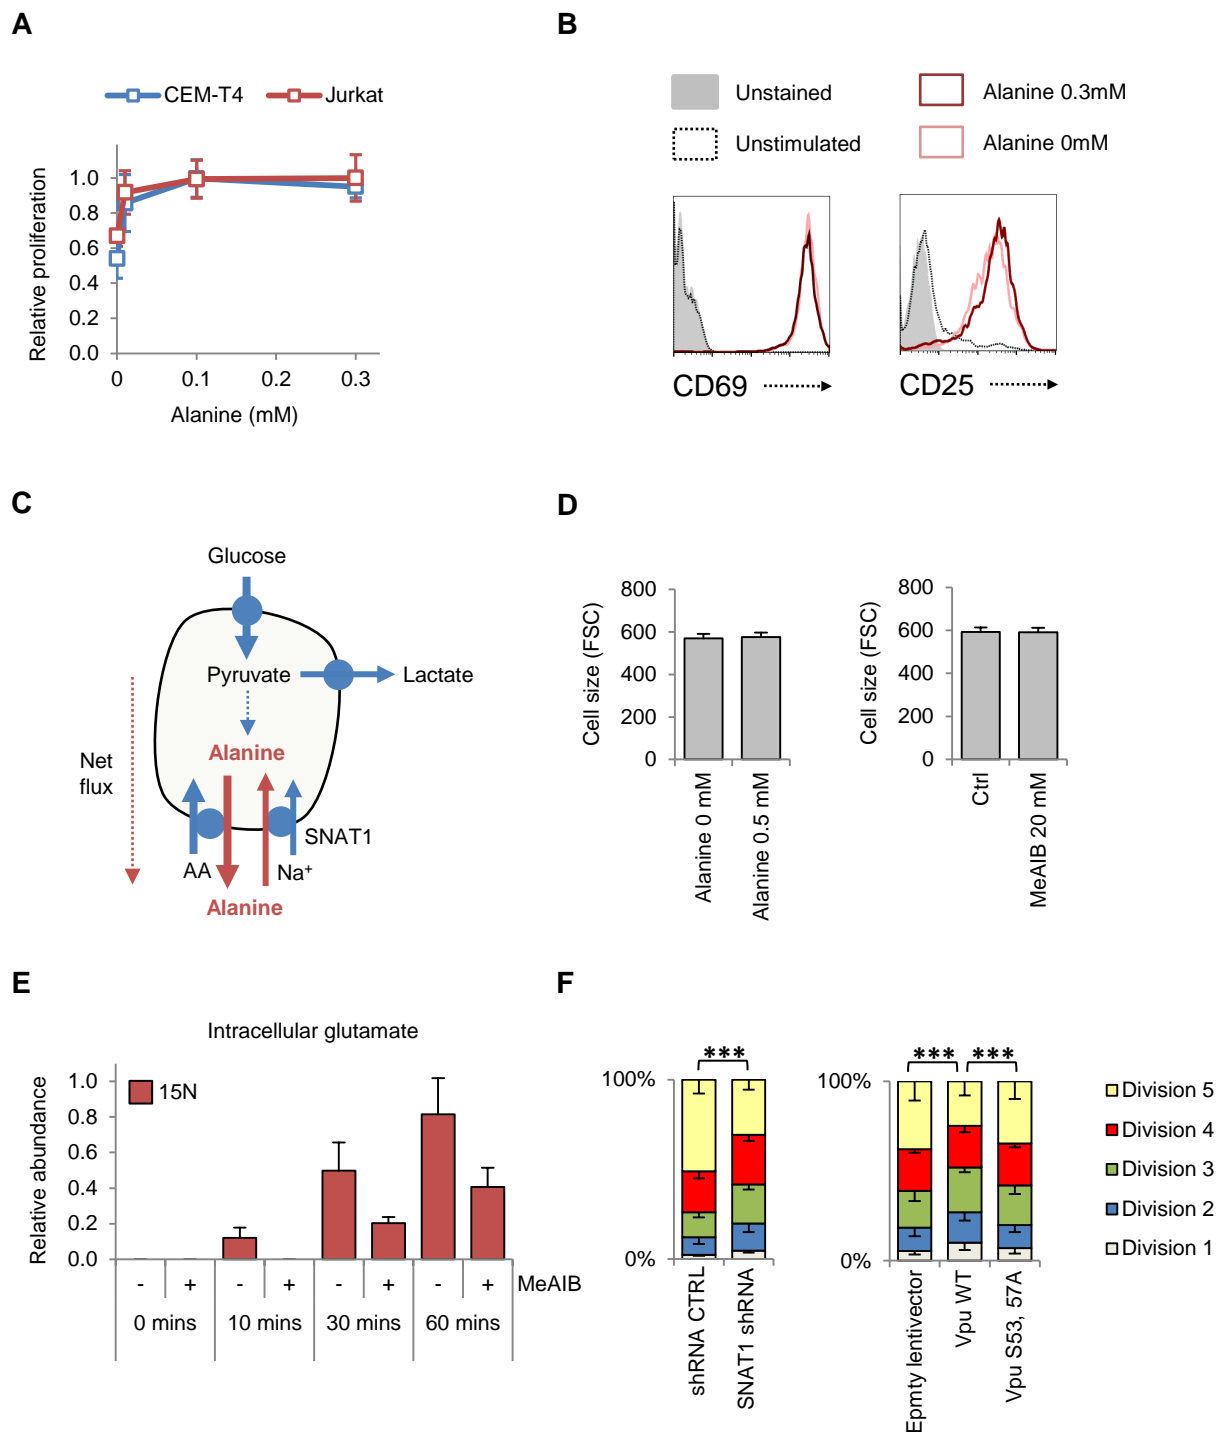 A
CEM-T4
Jurkat
Relative proliferation
1.0
0.8
0.6
0.4
0.2
0.0
0
0.1
0.2
0.3
Alanine (mM)
B
Unstained
Alanine 0.3mM
Unstimulated
Alanine 0mM
CD69
CD25
C
Glucose
Pyruvate
Lactate
Alanine
Net
flux
SNAT1
AA
Na⁺
Alanine
D
Cell size (FSC)
800
600
400
200
0
Alanine 0 mM
Alanine 0.5 mM
Cell size (FSC)
800
600
400
200
0
Ctrl
MeAIB 20 mM
E
Intracellular glutamate
15N
Relative abundance
1.0
0.8
0.6
0.4
0.2
0.0
- + - + - + - + MeAIB
0 mins
10 mins
30 mins
60 mins
F
***
100%
0%
shRNA CTRL
SNAT1 shRNA
*** ***
100%
0%
Epmty lentivector
Vpu WT
Vpu S53, 57A
Division 5
Division 4
Division 3
Division 2
Division 1